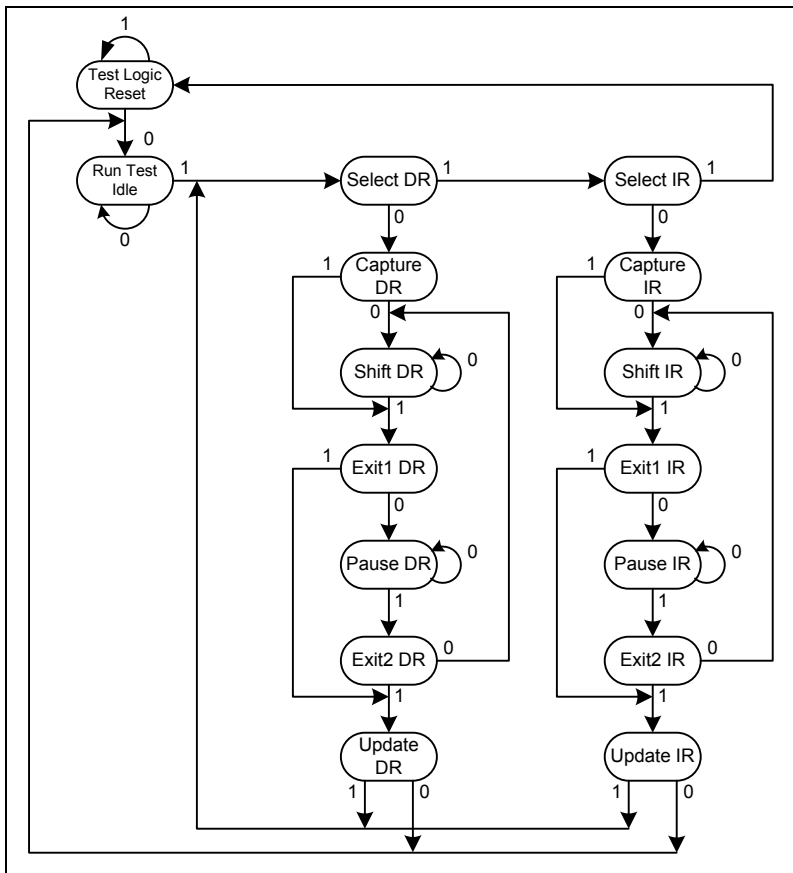 1
Test Logic
Reset
0
Run Test
Idle
1
0
Select DR
1
0
Select IR
1
0
Capture
DR
1
0
Capture
IR
1
0
Shift DR
0
1
Shift IR
0
1
Exit1 DR
1
0
Exit1 IR
1
0
Pause DR
0
1
Pause IR
0
1
Exit2 DR
0
1
Exit2 IR
0
1
Update
DR
1
0
Update IR
1
0